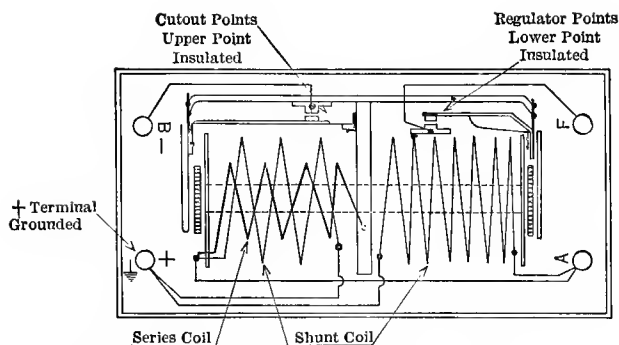 Cutout Points
Upper Point
Insulated
Regulator Points
Lower Point
Insulated
B
−
F
+ Terminal
Grounded
+
A
Series Coil
Shunt Coil